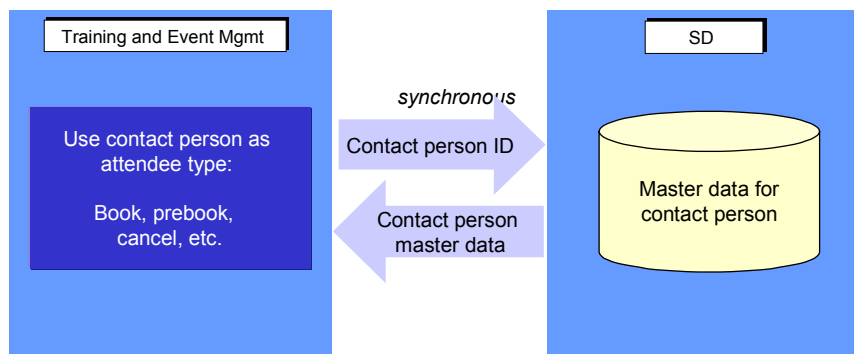 Training and Event Mgmt
SD
synchronous
Use contact person as
attendee type:
Book, prebook,
cancel, etc.
Contact person ID
Contact person
master data
Master data for
contact person